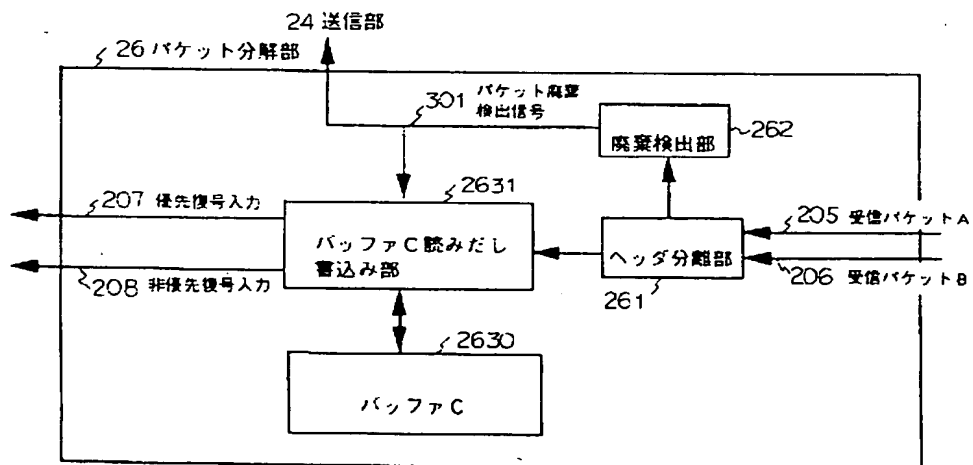 24 送信部
26 パケット分解部
301 パケット廃棄
検出信号
廃棄検出部
262
2631
207 優先復号入力
バッファC読みだし
書込み部
ヘッダ分離部
205 受信パケットA
206 受信パケットB
208 非優先復号入力
261
2630
バッファC